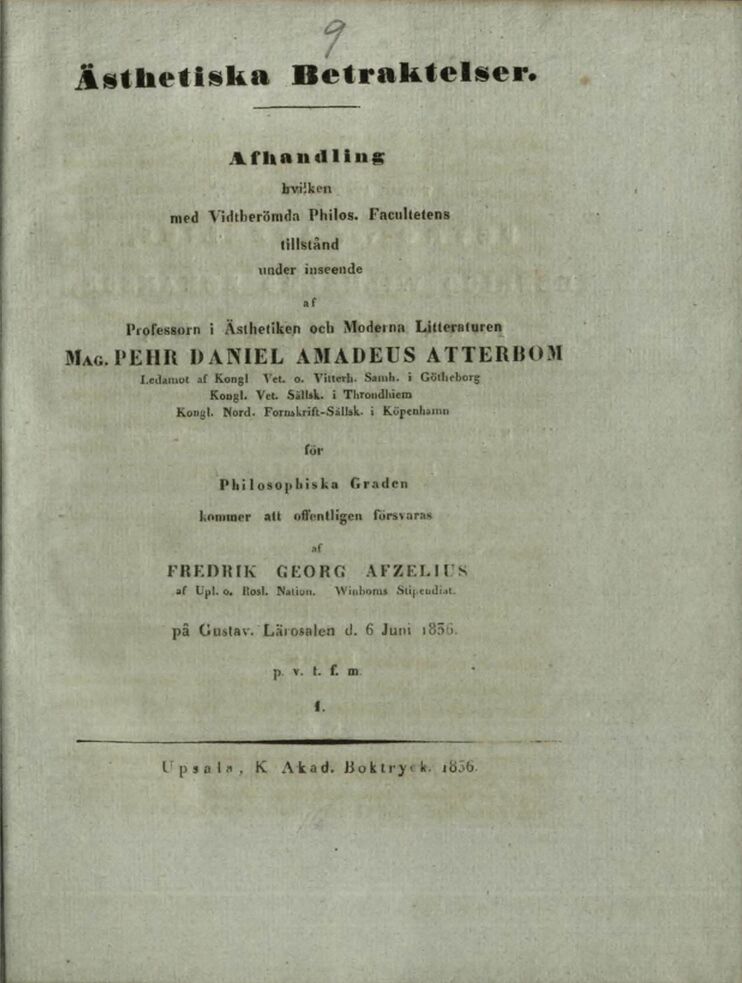 9
Ästhetiska Betraktelser.
Afhandling
hvilken
med Vidtberömda Philos. Facultetens
tillstånd
under inseende
af
Professorn i Ästhetiken och Moderna Litteraturen
MAG. PEHR DANIEL AMADEUS ATTERBOM
Ledamot af Kongl Vet. o. Vitterh. Samh. i Götheborg
Kongl. Vet. Sällsk. i Throndhiem
Kongl. Nord. Fornskrift-Sällsk. i Köpenhamn
för
Philosophiska Graden
kommer att offentligen försvaras
af
FREDRIK GEORG AFZELIUS
af Upl. o. Rosl. Nation. Winboms Stipendiat.
på Gustav. Lärosalen d. 6 Juni 1836.
p. v. t. f. m.
1.
Upsala, K Akad. Boktryck. 1836.